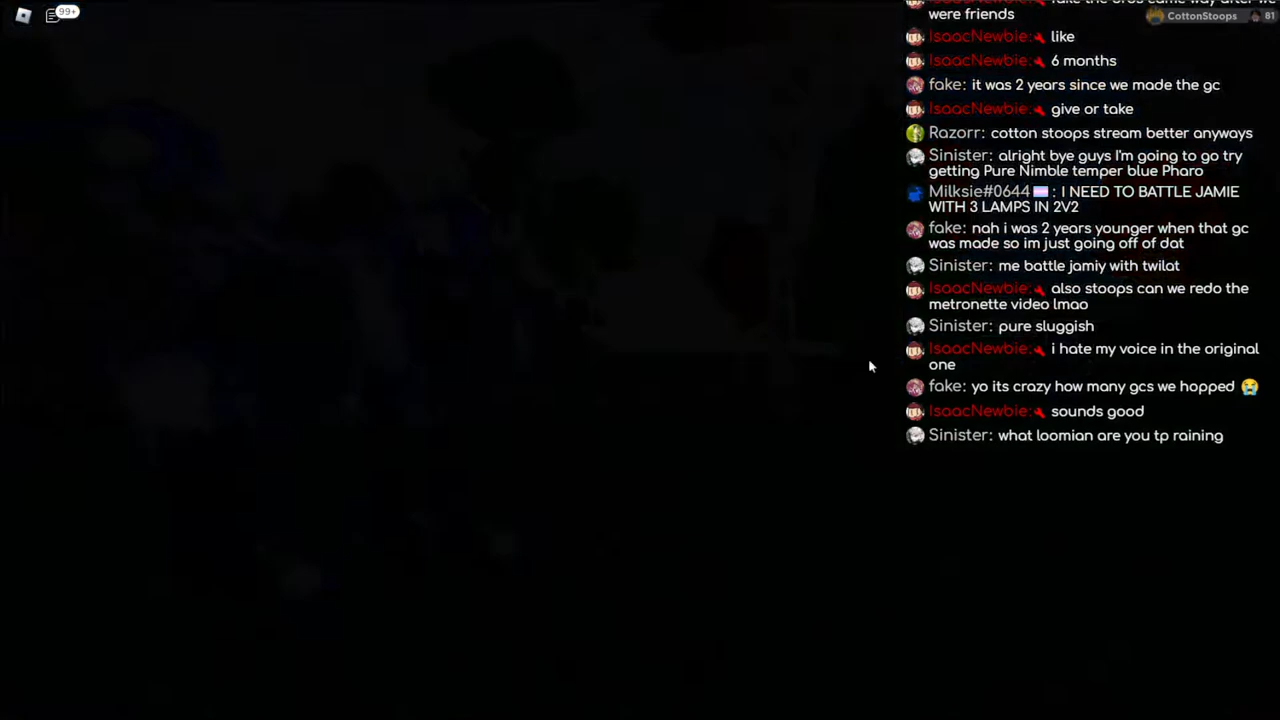 99+
CottonStoops 81
were friends
IsaacNewbie: like
IsaacNewbie: 6 months
fake: it was 2 years since we made the gc
IsaacNewbie: give or take
Razorr: cotton stoops stream better anyways
Sinister: alright bye guys I'm going to go try
getting Pure Nimble temper blue Pharo
Milksie#0644 : I NEED TO BATTLE JAMIE
WITH 3 LAMPS IN 2V2
fake: nah i was 2 years younger when that gc
was made so im just going off of dat
Sinister: me battle jamiy with twilat
IsaacNewbie: also stoops can we redo the
metronette video lmao
Sinister: pure sluggish
IsaacNewbie: i hate my voice in the original
one
fake: yo its crazy how many gcs we hopped 😭
IsaacNewbie: sounds good
Sinister: what loomian are you tp raining